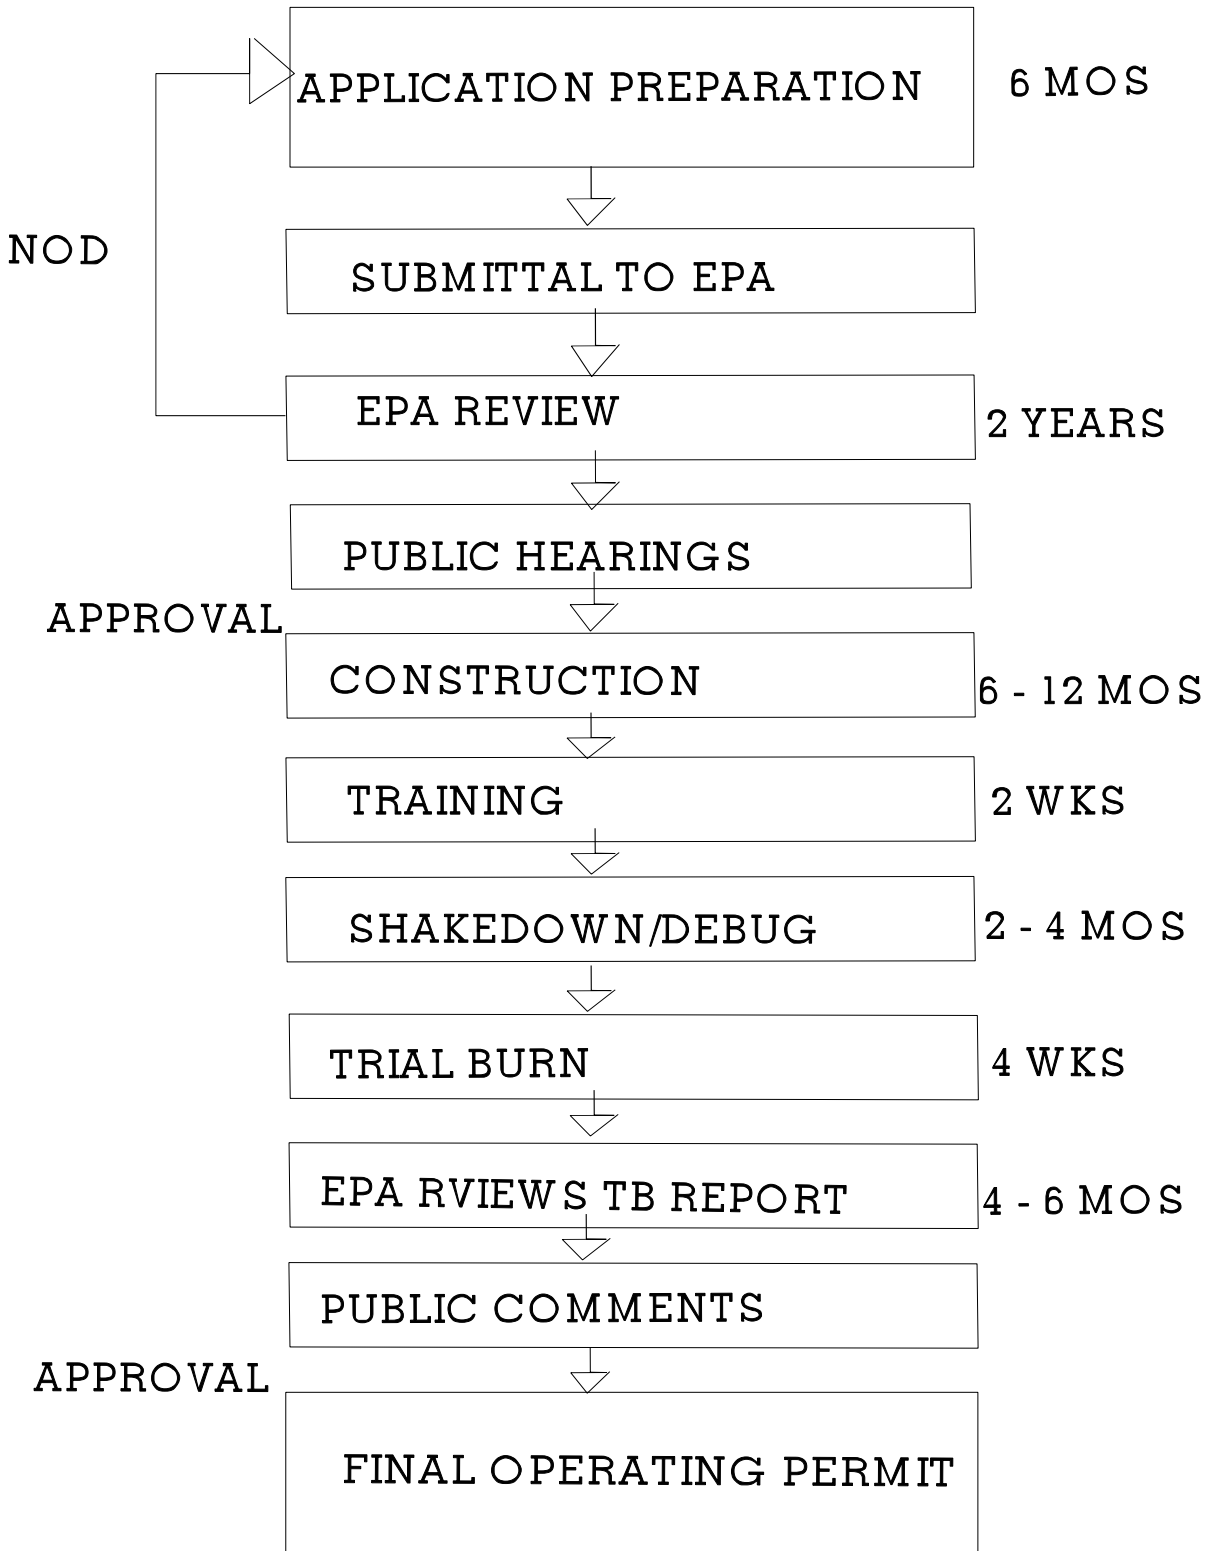 APPLICATION PREPARATION
6 MOS
NOD
SUBMITTAL TO EPA
EPA REVIEW
2 YEARS
PUBLIC HEARINGS
APPROVAL
CONSTRUCTION
6 - 12 MOS
TRAINING
2 WKS
SHAKEDOWN/DEBUG
2 - 4 MOS
TRIAL BURN
4 WKS
EPA RVIEWS TB REPORT
4 - 6 MOS
PUBLIC COMMENTS
APPROVAL
FINAL OPERATING PERMIT